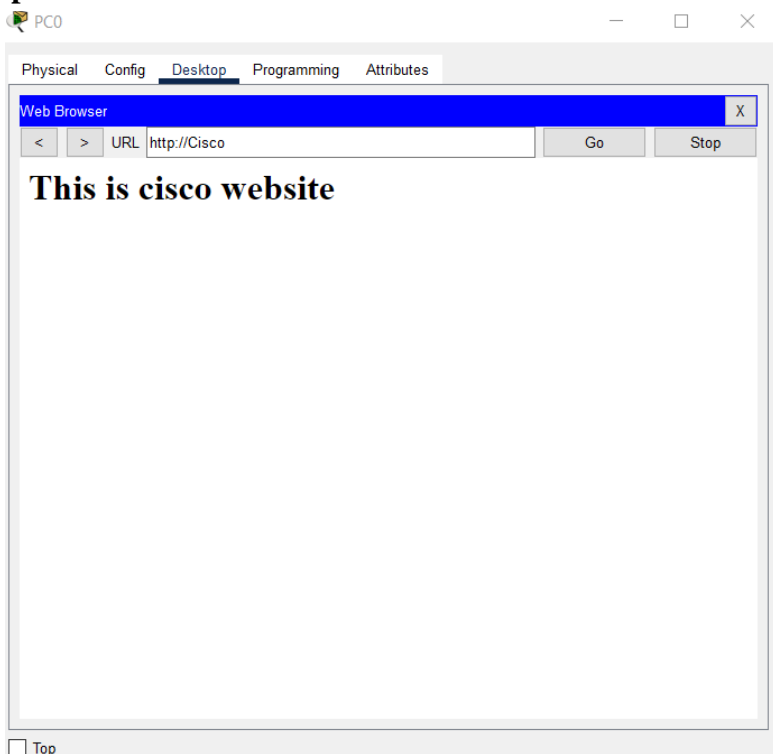 PC0
Physical Config Desktop Programming Attributes
Web Browser X
< > URL http://Cisco Go Stop
This is cisco website
Top